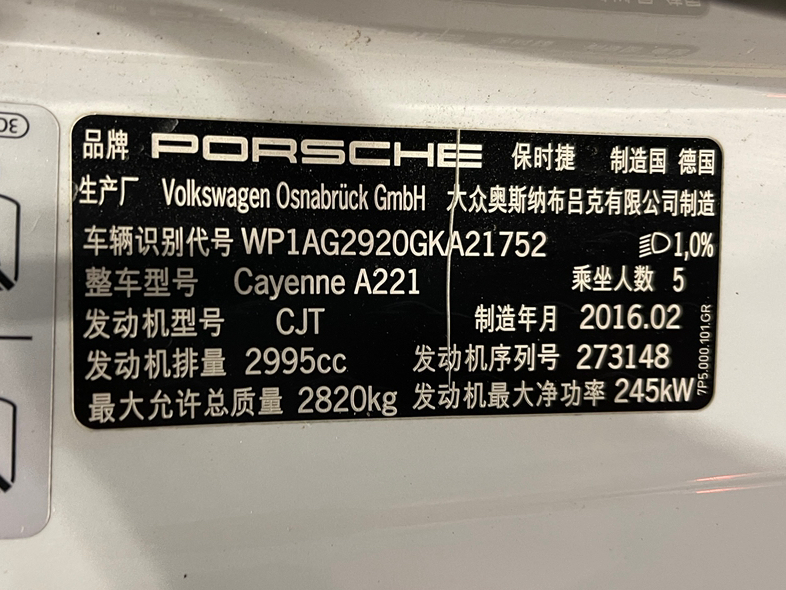 品牌 PORSCHE 保时捷 制造国 德国
生产厂 Volkswagen Osnabrück GmbH 大众奥斯纳布吕克有限公司制造
车辆识别代号 WP1AG2920GKA21752 1,0%
整车型号 Cayenne A221 乘坐人数 5
发动机型号 CJT 制造年月 2016.02
发动机排量 2995cc 发动机序列号 273148
最大允许总质量 2820kg 发动机最大净功率 245kW
7P5.000.101.GR
DE